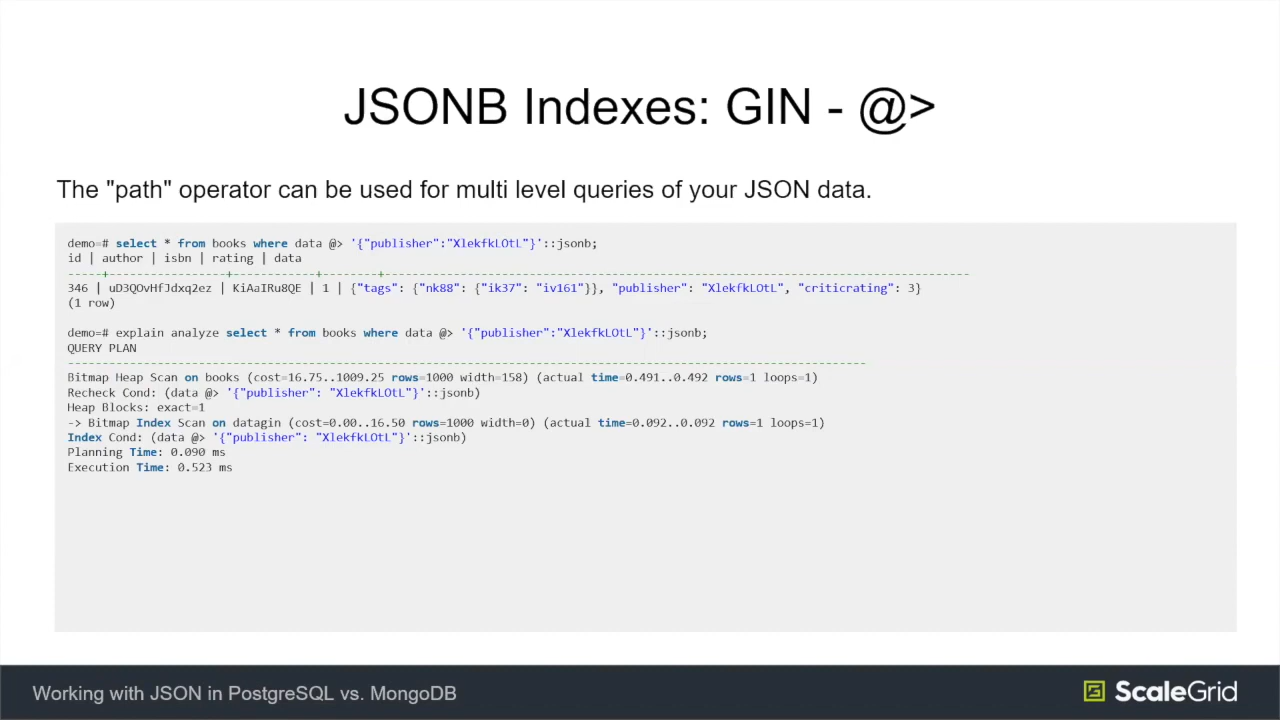 JSONB Indexes: GIN - @>
The "path" operator can be used for multi level queries of your JSON data.
demo=# select * from books where data @> '{"publisher":"XlekfkLOtL"}'::jsonb;
id | author | isbn | rating | data
-----+-----------------+------------+--------+--------------------------------------------------------------------------------------
346 | uD3QOvHfJdxq2ez | KiAaIRu8QE | 1 | {"tags": {"nk88": {"ik37": "iv161"}}, "publisher": "XlekfkLOtL", "criticrating": 3}
(1 row)
demo=# explain analyze select * from books where data @> '{"publisher":"XlekfkLOtL"}'::jsonb;
QUERY PLAN
--------------------------------------------------------------------------------------------------------------------
Bitmap Heap Scan on books (cost=16.75..1009.25 rows=1000 width=158) (actual time=0.491..0.492 rows=1 loops=1)
Recheck Cond: (data @> '{"publisher": "XlekfkLOtL"}'::jsonb)
Heap Blocks: exact=1
-> Bitmap Index Scan on datagin (cost=0.00..16.50 rows=1000 width=0) (actual time=0.092..0.092 rows=1 loops=1)
Index Cond: (data @> '{"publisher": "XlekfkLOtL"}'::jsonb)
Planning Time: 0.090 ms
Execution Time: 0.523 ms
Working with JSON in PostgreSQL vs. MongoDB
ScaleGrid